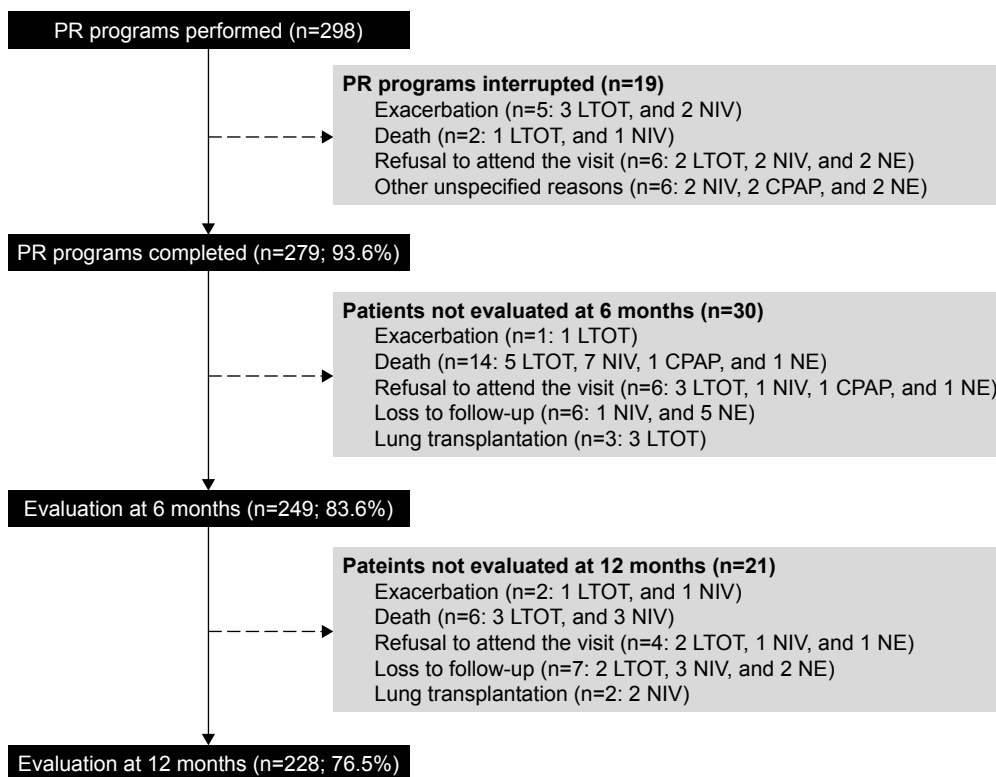 PR programs performed (n=298)
PR programs interrupted (n=19)
Exacerbation (n=5: 3 LTOT, and 2 NIV)
Death (n=2: 1 LTOT, and 1 NIV)
Refusal to attend the visit (n=6: 2 LTOT, 2 NIV, and 2 NE)
Other unspecified reasons (n=6: 2 NIV, 2 CPAP, and 2 NE)
PR programs completed (n=279; 93.6%)
Patients not evaluated at 6 months (n=30)
Exacerbation (n=1: 1 LTOT)
Death (n=14: 5 LTOT, 7 NIV, 1 CPAP, and 1 NE)
Refusal to attend the visit (n=6: 3 LTOT, 1 NIV, 1 CPAP, and 1 NE)
Loss to follow-up (n=6: 1 NIV, and 5 NE)
Lung transplantation (n=3: 3 LTOT)
Evaluation at 6 months (n=249; 83.6%)
Pateints not evaluated at 12 months (n=21)
Exacerbation (n=2: 1 LTOT, and 1 NIV)
Death (n=6: 3 LTOT, and 3 NIV)
Refusal to attend the visit (n=4: 2 LTOT, 1 NIV, and 1 NE)
Loss to follow-up (n=7: 2 LTOT, 3 NIV, and 2 NE)
Lung transplantation (n=2: 2 NIV)
Evaluation at 12 months (n=228; 76.5%)